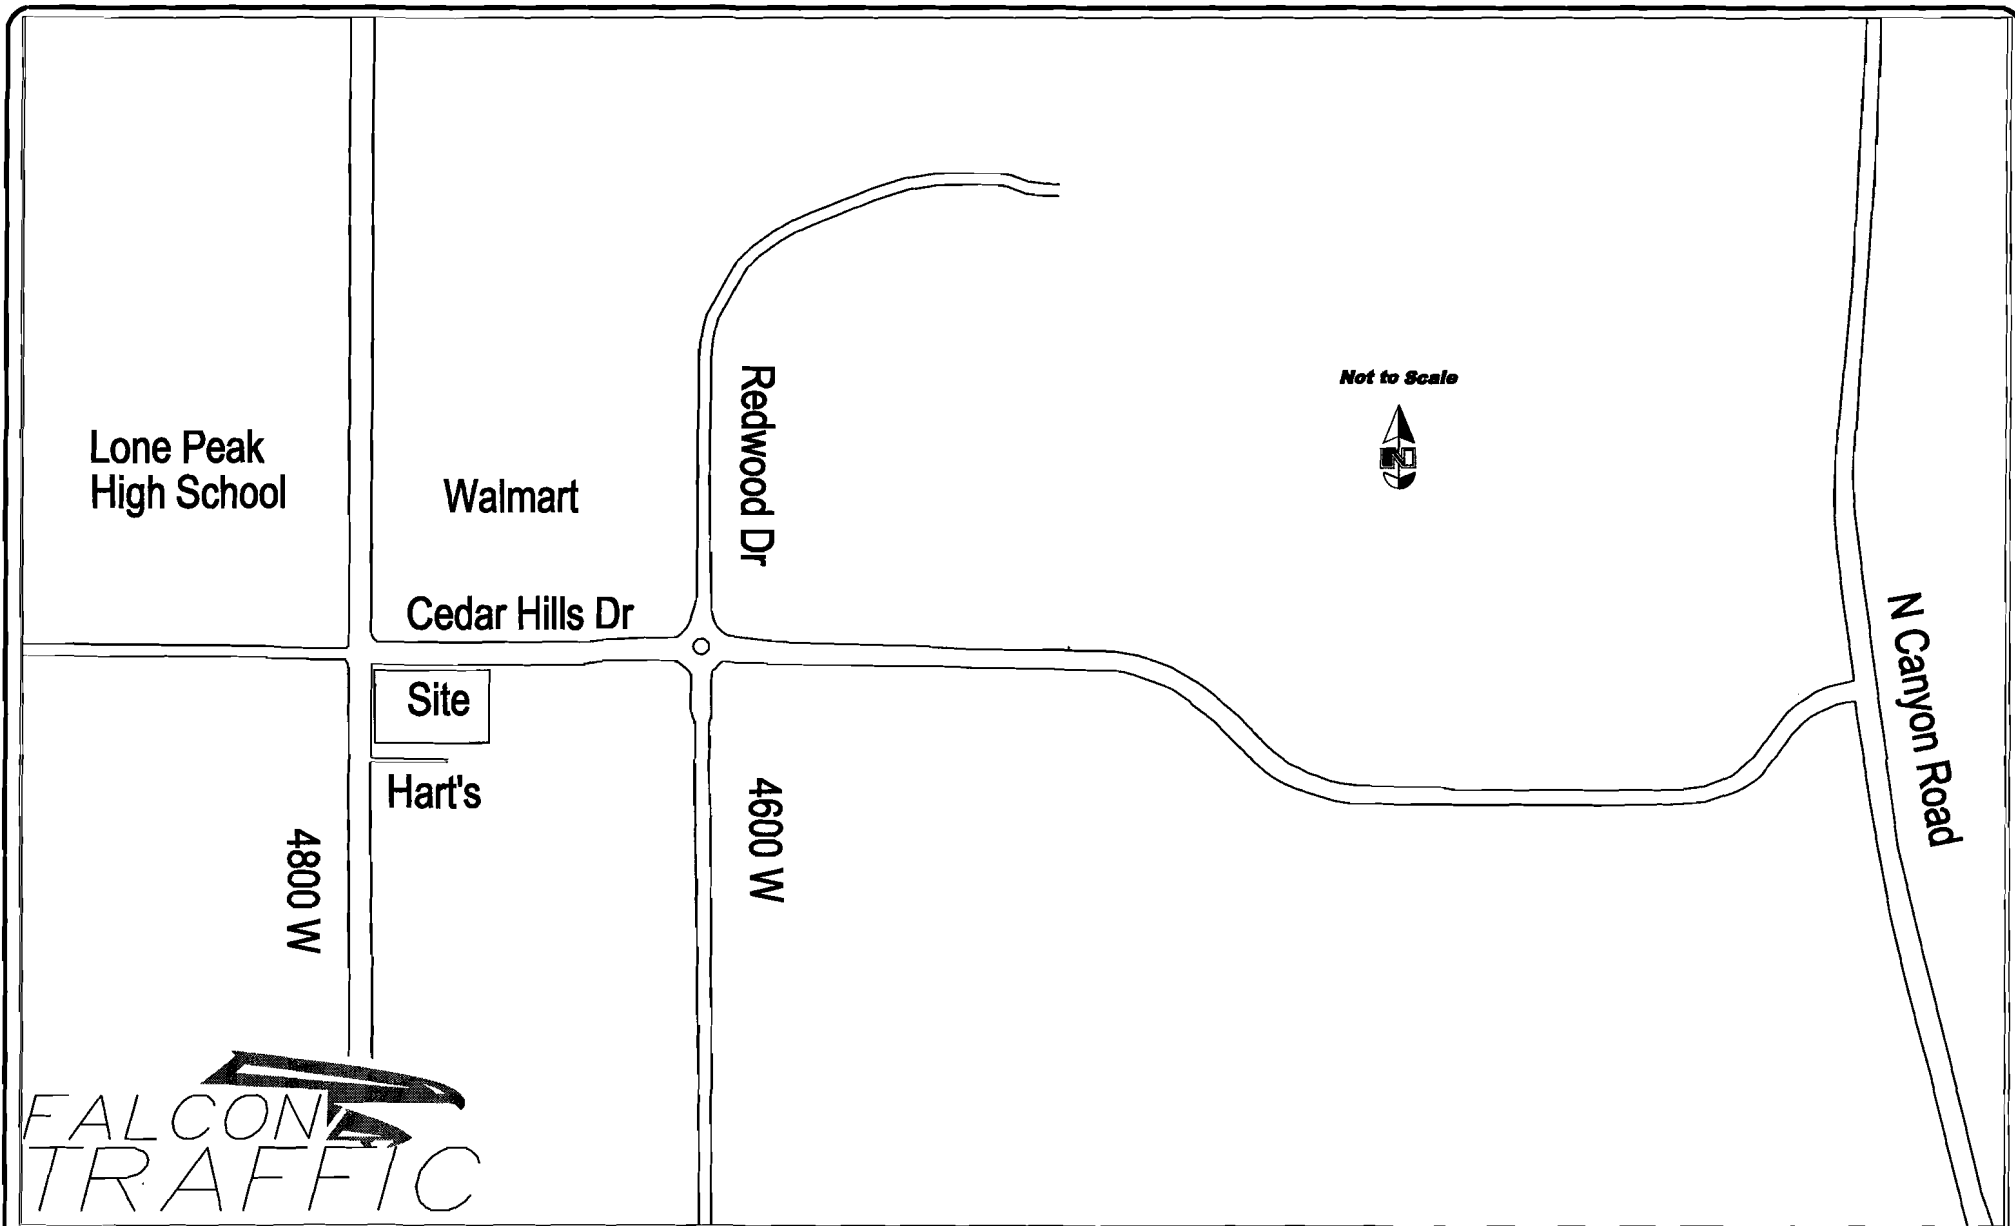 Not to Scale
N
Redwood Dr
Lone Peak
High School
Walmart
Cedar Hills Dr
N Canyon Road
Site
Hart's
4600 W
4800 W
FALCON
TRAFFIC